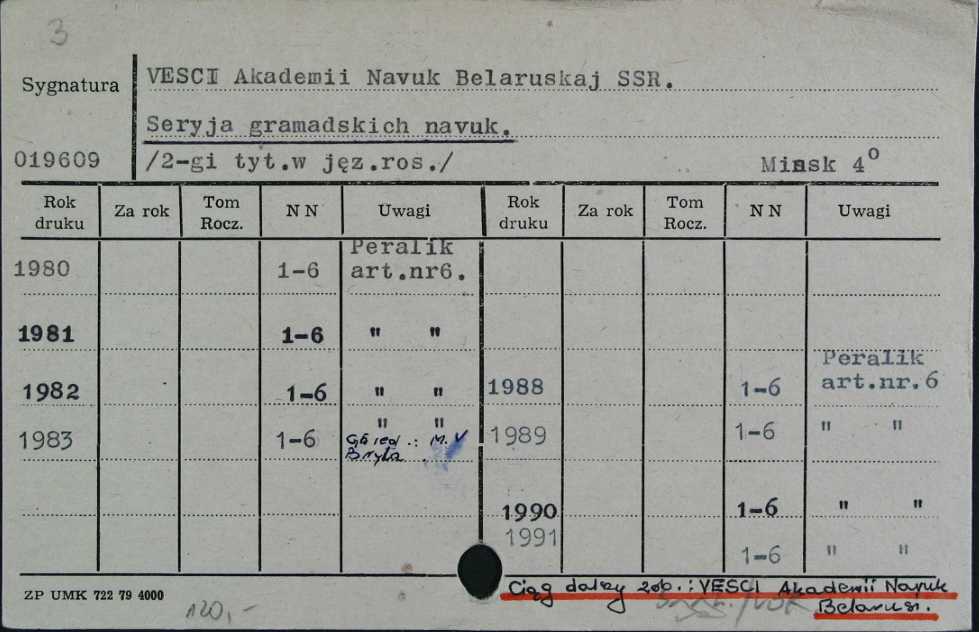 3
Sygnatura
VESCI Akademii Navuk Belaruskaj SSR.
Seryja gramadskich navuk.
019609
/2-gi tyt.w jęz.ros./ Minsk 4º
Rok druku Za rok Tom Rocz. N N Uwagi Rok druku Za rok Tom Rocz. N N Uwagi
1980 1-6 Peralik art.nr6.
1981 1-6 " "
1982 1-6 " " 1988 1-6 Peralik art.nr.6
1983 1-6 " " 1989 1-6 " "
M. V
Bryla
1990 1-6 " "
1991 1-6 " "
Ciąg dalszy zob.: VESCI Akademii Navuk
Belarusi.
ZP UMK 722 79 4000
120,-